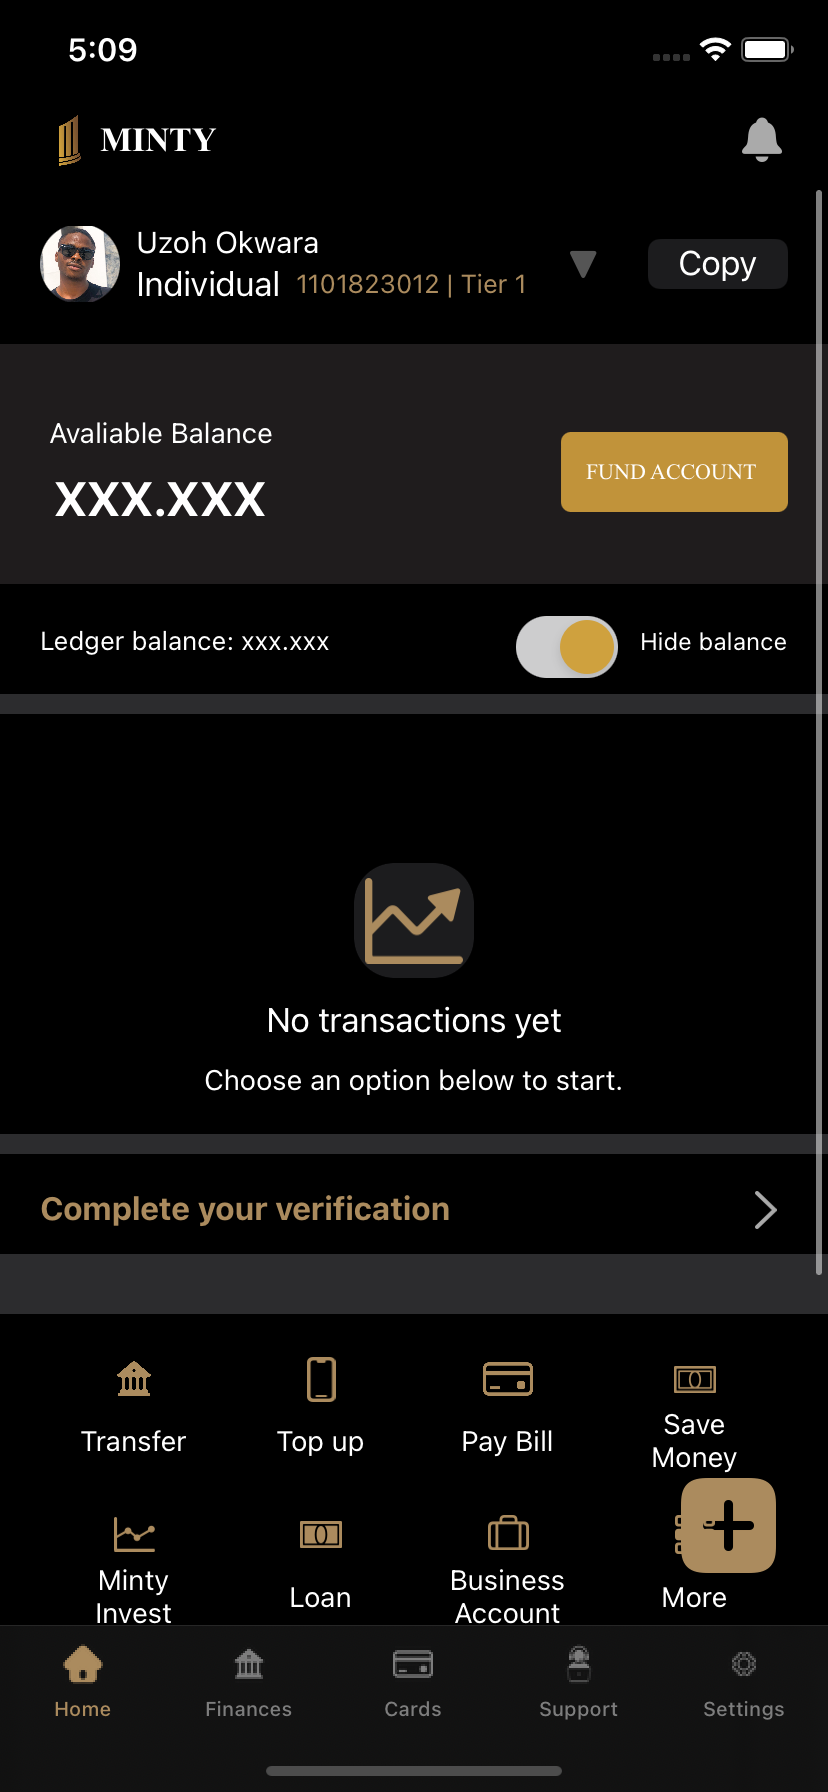 5:09
MINTY
Uzoh Okwara
Individual 1101823012 | Tier 1
Copy
Avaliable Balance
XXX.XXX
FUND ACCOUNT
Ledger balance: xxx.xxx
Hide balance
No transactions yet
Choose an option below to start.
Complete your verification
Transfer
Top up
Pay Bill
Save
Money
Minty
Invest
Loan
Business
Account
More
Home
Finances
Cards
Support
Settings